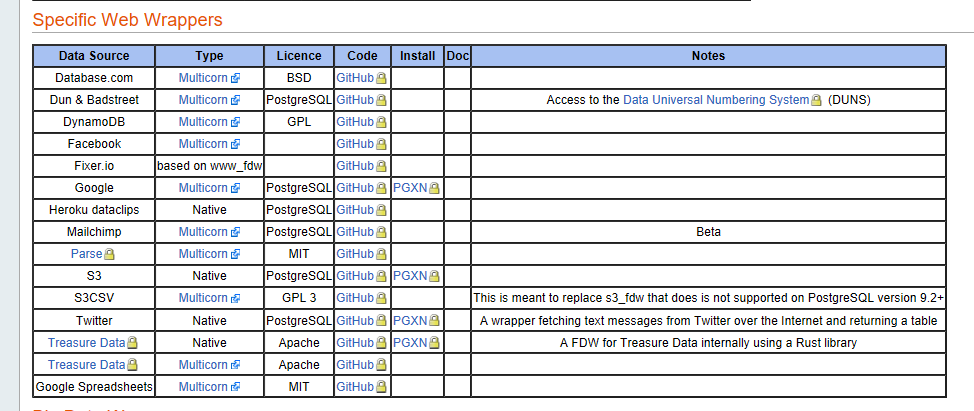 Specific Web Wrappers
Data Source Type Licence Code Install Doc Notes
Database.com Multicorn BSD GitHub
Dun & Badstreet Multicorn PostgreSQL GitHub Access to the Data Universal Numbering System (DUNS)
DynamoDB Multicorn GPL GitHub
Facebook Multicorn GitHub
Fixer.io based on www_fdw GitHub
Google Multicorn PostgreSQL GitHub PGXN
Heroku dataclips Native PostgreSQL GitHub
Mailchimp Multicorn PostgreSQL GitHub Beta
Parse Multicorn MIT GitHub
S3 Native PostgreSQL GitHub PGXN
S3CSV Multicorn GPL 3 GitHub This is meant to replace s3_fdw that does is not supported on PostgreSQL version 9.2+
Twitter Native PostgreSQL GitHub PGXN A wrapper fetching text messages from Twitter over the Internet and returning a table
Treasure Data Native Apache GitHub PGXN A FDW for Treasure Data internally using a Rust library
Treasure Data Multicorn Apache GitHub
Google Spreadsheets Multicorn MIT GitHub